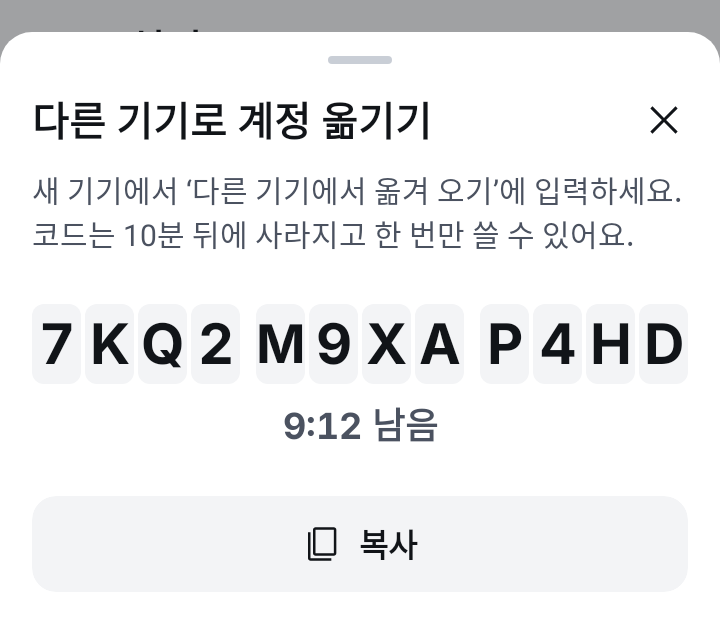 다른 기기로 계정 옮기기
새 기기에서 ‘다른 기기에서 옮겨 오기’에 입력하세요.
코드는 10분 뒤에 사라지고 한 번만 쓸 수 있어요.
7KQ2 M9XA P4HD
9:12 남음
복사